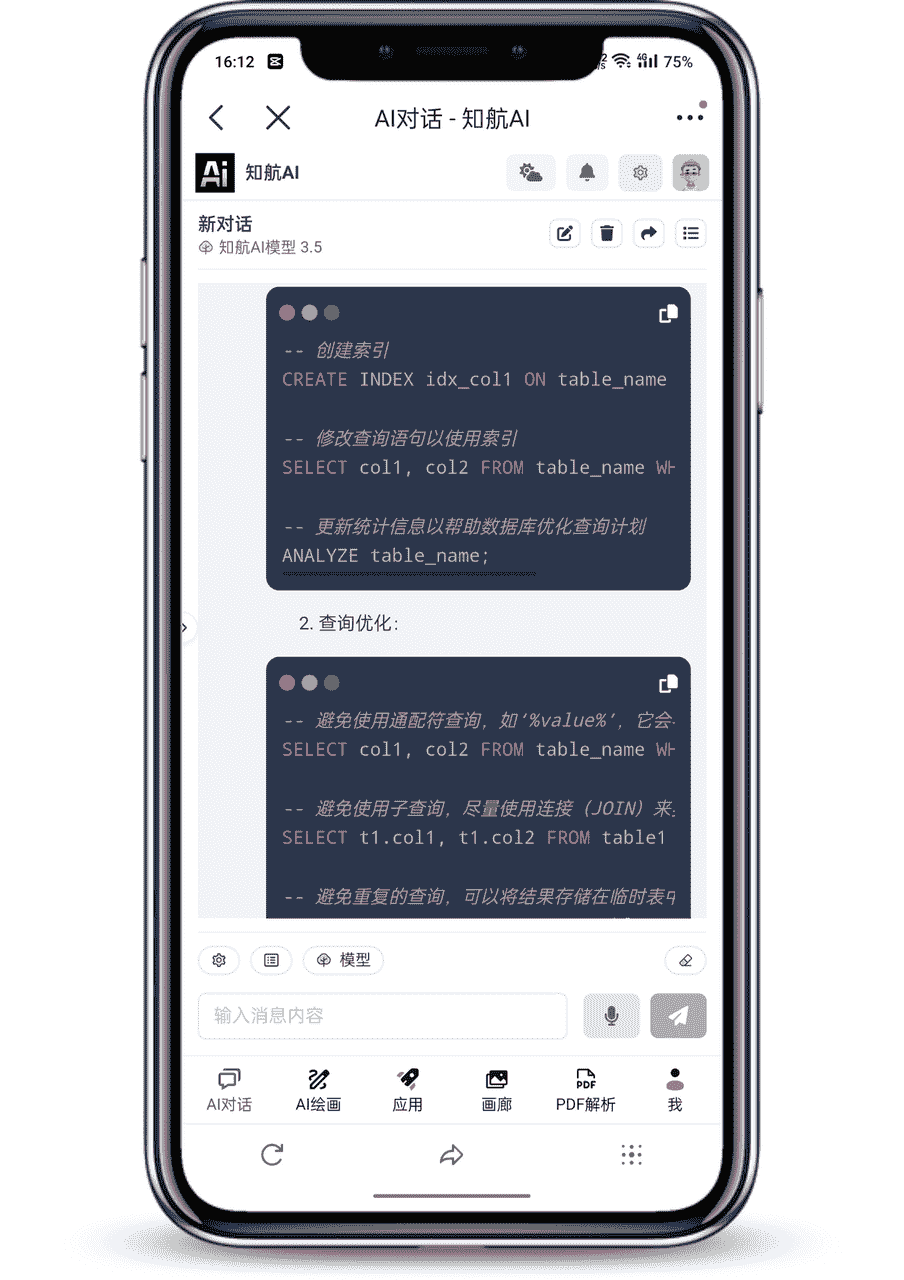 16:12
4G 75%
AI对话 - 知航AI
Ai 知航AI
新对话
知航AI模型 3.5
-- 创建索引
CREATE INDEX idx_col1 ON table_name
-- 修改查询语句以使用索引
SELECT col1, col2 FROM table_name WH
-- 更新统计信息以帮助数据库优化查询计划
ANALYZE table_name;
2. 查询优化:
-- 避免使用通配符查询, 如‘%value%’, 它会
SELECT col1, col2 FROM table_name WH
-- 避免使用子查询, 尽量使用连接（JOIN）来
SELECT t1.col1, t1.col2 FROM table1
-- 避免重复的查询, 可以将结果存储在临时表中
模型
输入消息内容
AI对话 AI绘画 应用 画廊 PDF解析 我
PDF